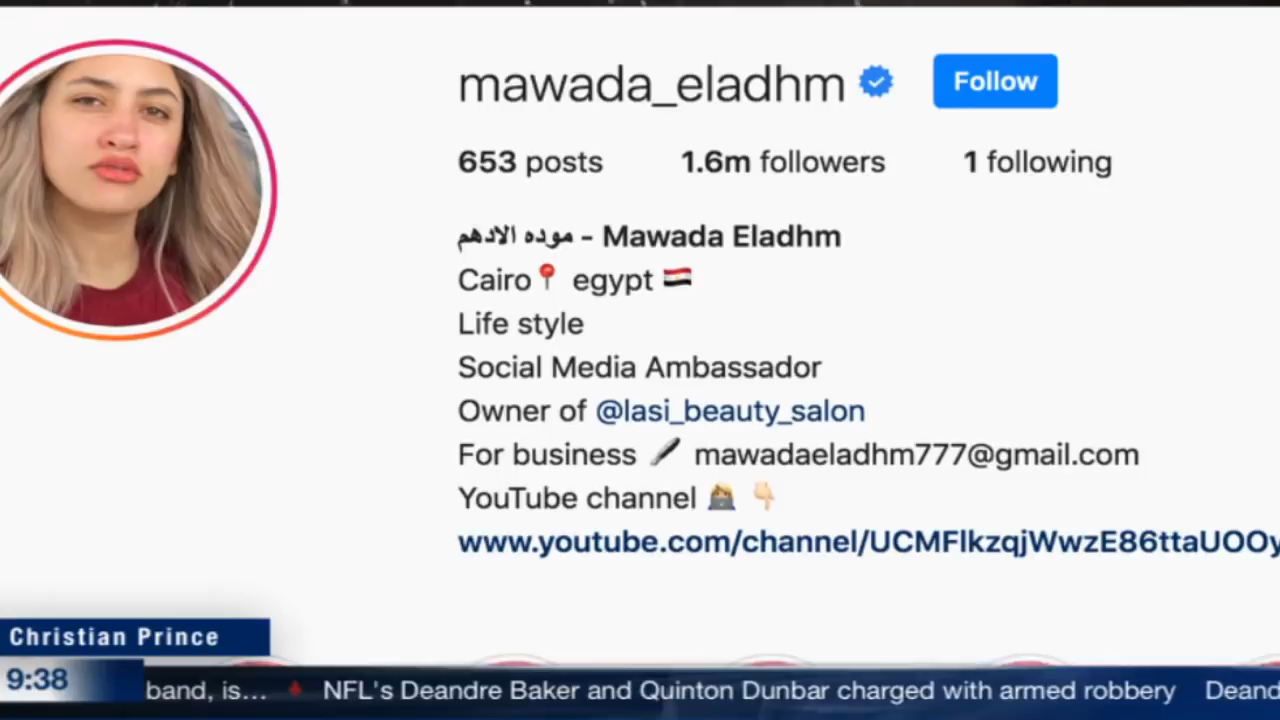 mawada_eladhm Follow
653 posts 1.6m followers 1 following
موده الادهم - Mawada Eladhm
Cairo📍 egypt 🇪🇬
Life style
Social Media Ambassador
Owner of @lasi_beauty_salon
For business 🖋 mawadaeladhm777@gmail.com
YouTube channel 👩🏼‍💻 👇🏻
www.youtube.com/channel/UCMFlkzqjWwzE86ttaUOOy
Christian Prince
9:38 band, is... NFL's Deandre Baker and Quinton Dunbar charged with armed robbery Deand